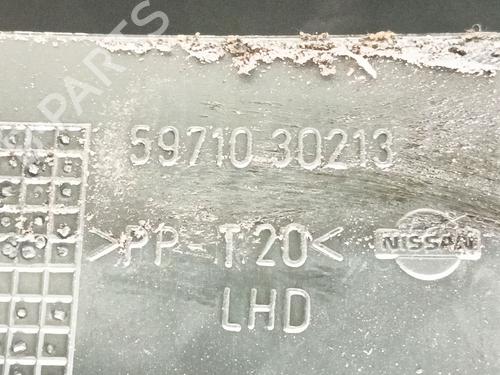 59710 30213
>PP T20<
NISSAN
LHD